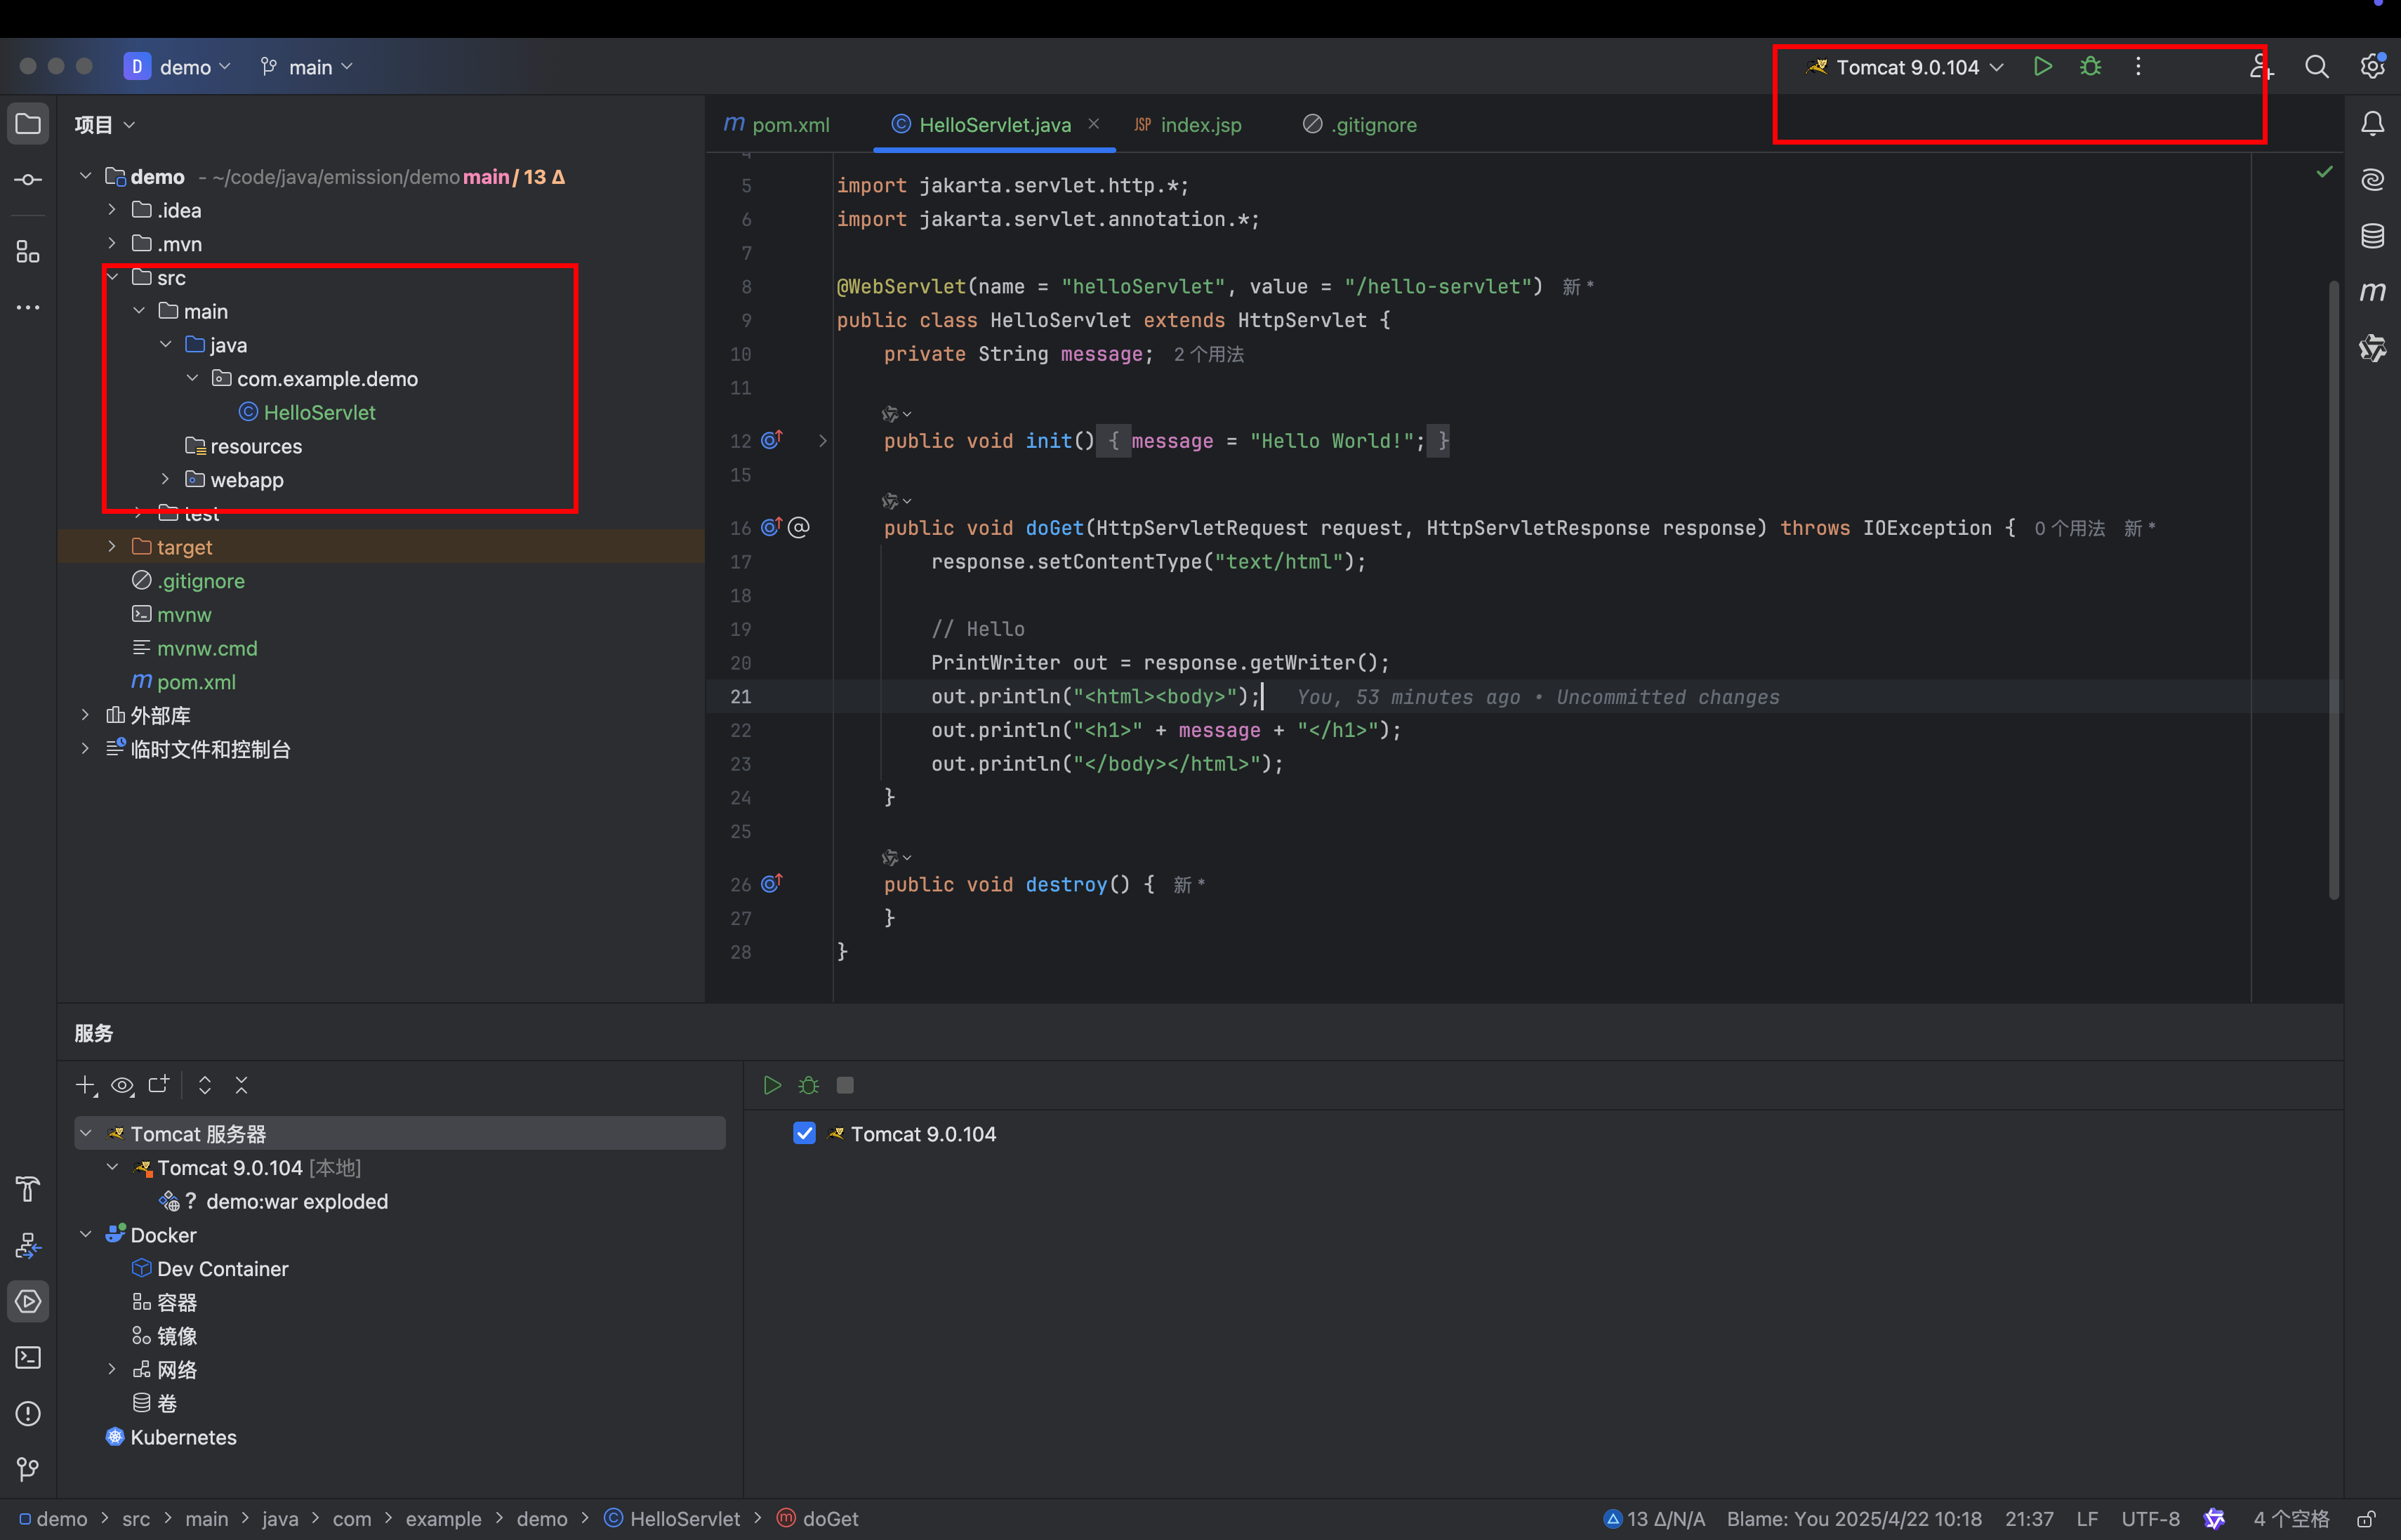 D demo main Tomcat 9.0.104
项目
demo - ~/code/java/emission/demo main / 13 Δ
.idea
.mvn
src
main
java
com.example.demo
HelloServlet
resources
webapp
test
target
.gitignore
mvnw
mvnw.cmd
pom.xml
外部库
临时文件和控制台
pom.xml HelloServlet.java JSP index.jsp .gitignore
4
5 import jakarta.servlet.http.*;
6 import jakarta.servlet.annotation.*;
7
8 @WebServlet(name = "helloServlet", value = "/hello-servlet") 新 *
9 public class HelloServlet extends HttpServlet {
10 private String message; 2 个用法
11
12 public void init() { message = "Hello World!"; }
15
16 public void doGet(HttpServletRequest request, HttpServletResponse response) throws IOException { 0 个用法 新 *
17 response.setContentType("text/html");
18
19 // Hello
20 PrintWriter out = response.getWriter();
21 out.println("<html><body>"); You, 53 minutes ago • Uncommitted changes
22 out.println("<h1>" + message + "</h1>");
23 out.println("</body></html>");
24 }
25
26 public void destroy() { 新 *
27 }
28 }
服务
Tomcat 服务器
Tomcat 9.0.104 [本地]
? demo:war exploded
Docker
Dev Container
容器
镜像
网络
卷
Kubernetes
Tomcat 9.0.104
demo > src > main > java > com > example > demo > HelloServlet > doGet
13 Δ/N/A Blame: You 2025/4/22 10:18 21:37 LF UTF-8 4 个空格